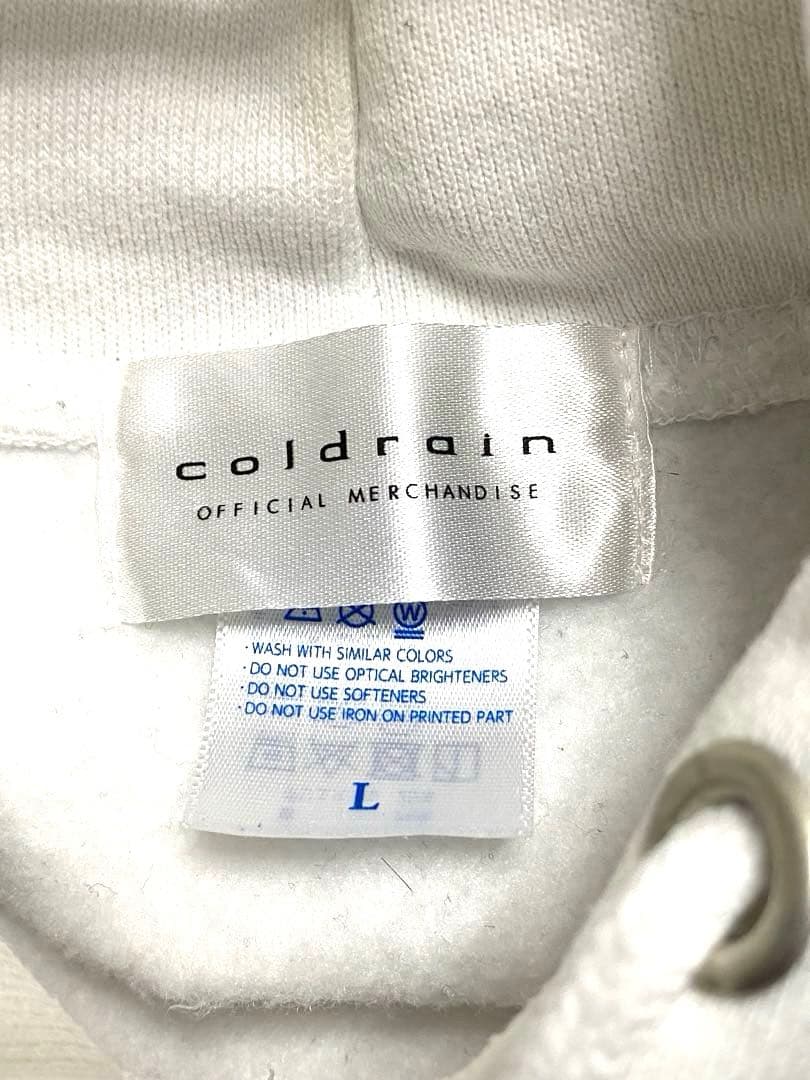 coldrain
OFFICIAL MERCHANDISE
W
·WASH WITH SIMILAR COLORS
·DO NOT USE OPTICAL BRIGHTENERS
·DO NOT USE SOFTENERS
·DO NOT USE IRON ON PRINTED PART
L